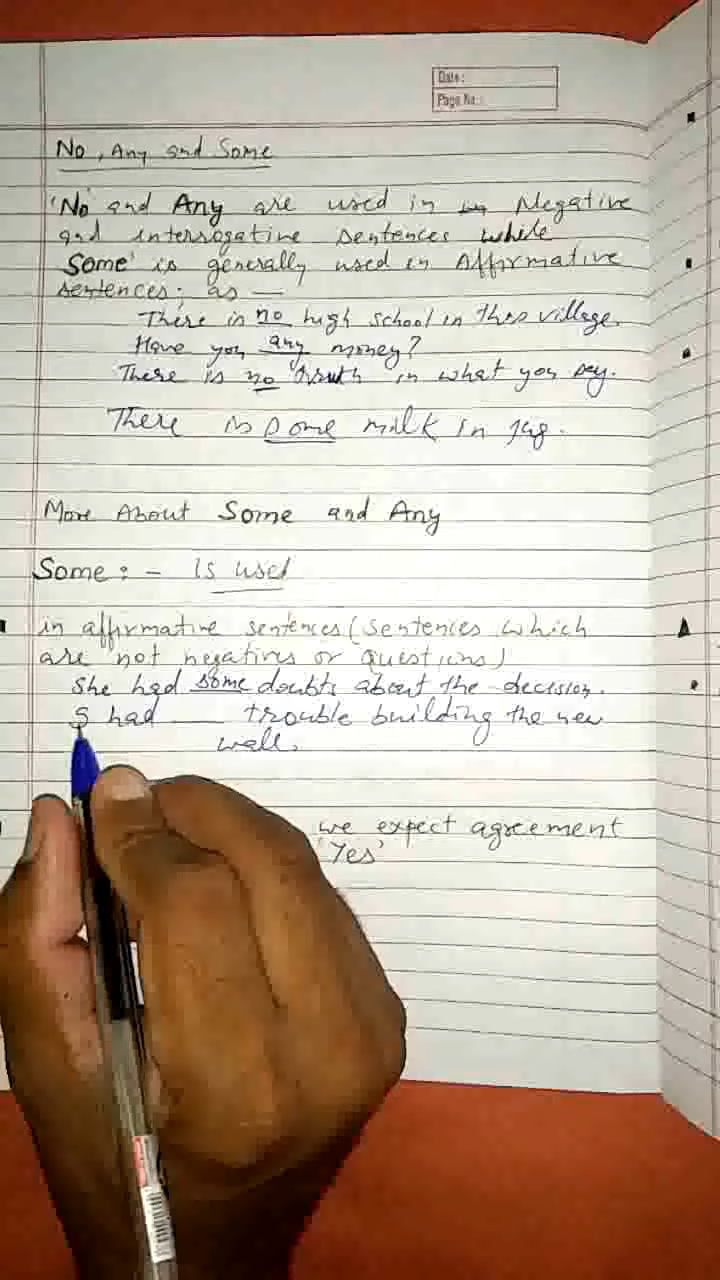 Date:
Page No.:
No, Any and Some
'No' and Any are used in Negative
and interrogative sentences while
Some' is generally used in Affirmative
sentences; as —
There is no high school in this village.
Have you any money?
There is no truth in what you say.
There is some milk in jug.
More About Some and Any
Some:- Is used
in affirmative sentences (sentences which
are not negatives or questions)
She had some doubts about the decision.
S had ___ trouble building the new
wall.
we expect agreement
'Yes'